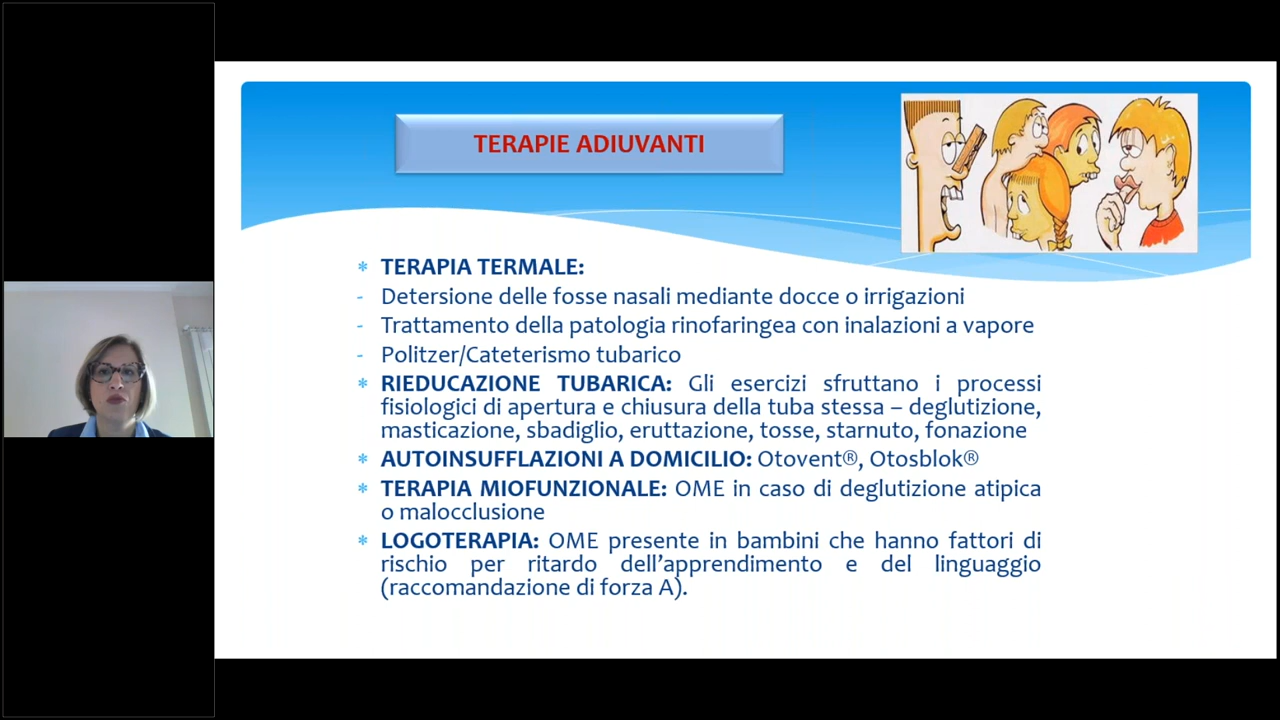 TERAPIE ADIUVANTI
* TERAPIA TERMALE:
- Detersione delle fosse nasali mediante docce o irrigazioni
- Trattamento della patologia rinofaringea con inalazioni a vapore
- Politzer/Cateterismo tubarico
* RIEDUCAZIONE TUBARICA: Gli esercizi sfruttano i processi
fisiologici di apertura e chiusura della tuba stessa – deglutizione,
masticazione, sbadiglio, eruttazione, tosse, starnuto, fonazione
* AUTOINSUFFLAZIONI A DOMICILIO: Otovent®, Otosblok®
* TERAPIA MIOFUNZIONALE: OME in caso di deglutizione atipica
o malocclusione
* LOGOTERAPIA: OME presente in bambini che hanno fattori di
rischio per ritardo dell’apprendimento e del linguaggio
(raccomandazione di forza A).